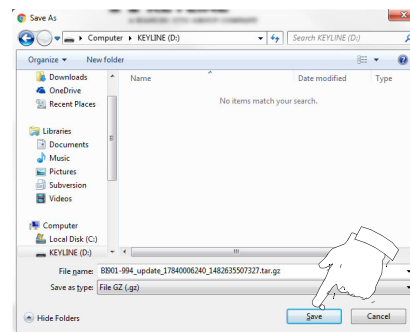 Save As
Computer ▸ KEYLINE (D:)
Search KEYLINE (D:)
Organize ▾ New folder
Name Date modified Type
No items match your search.
Downloads
OneDrive
Recent Places
Libraries
Documents
Music
Pictures
Subversion
Videos
Computer
Local Disk (C:)
KEYLINE (D:)
File name: BI901-994_update_17840006240_1482635507327.tar.gz
Save as type: File GZ (.gz)
Hide Folders
Save Cancel